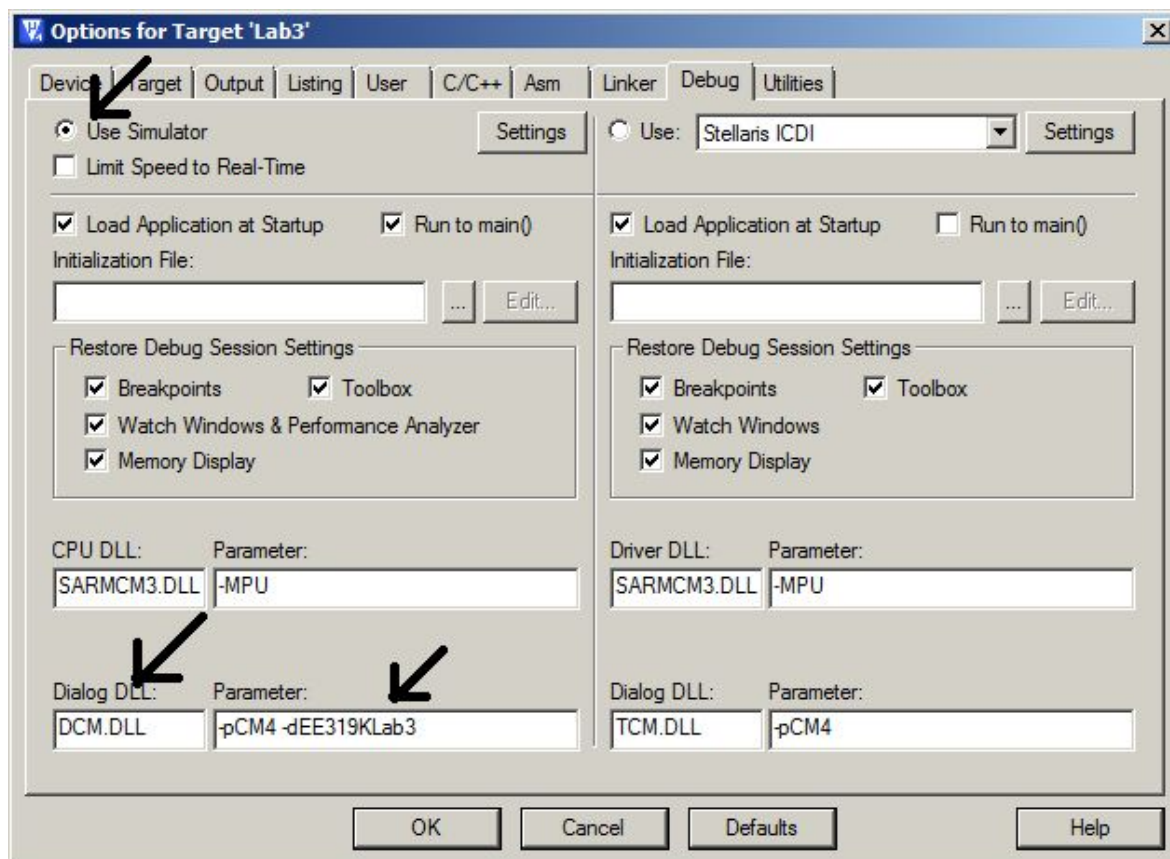 Options for Target 'Lab3'
Device Target Output Listing User C/C++ Asm Linker Debug Utilities
Use Simulator Settings
Limit Speed to Real-Time
Load Application at Startup Run to main()
Initialization File:
... Edit...
Restore Debug Session Settings
Breakpoints Toolbox
Watch Windows & Performance Analyzer
Memory Display
CPU DLL: Parameter:
SARMCM3.DLL -MPU
Dialog DLL: Parameter:
DCM.DLL -pCM4 -dEE319KLab3
Use: Stellaris ICDI Settings
Load Application at Startup Run to main()
Initialization File:
... Edit...
Restore Debug Session Settings
Breakpoints Toolbox
Watch Windows
Memory Display
Driver DLL: Parameter:
SARMCM3.DLL -MPU
Dialog DLL: Parameter:
TCM.DLL -pCM4
OK Cancel Defaults Help